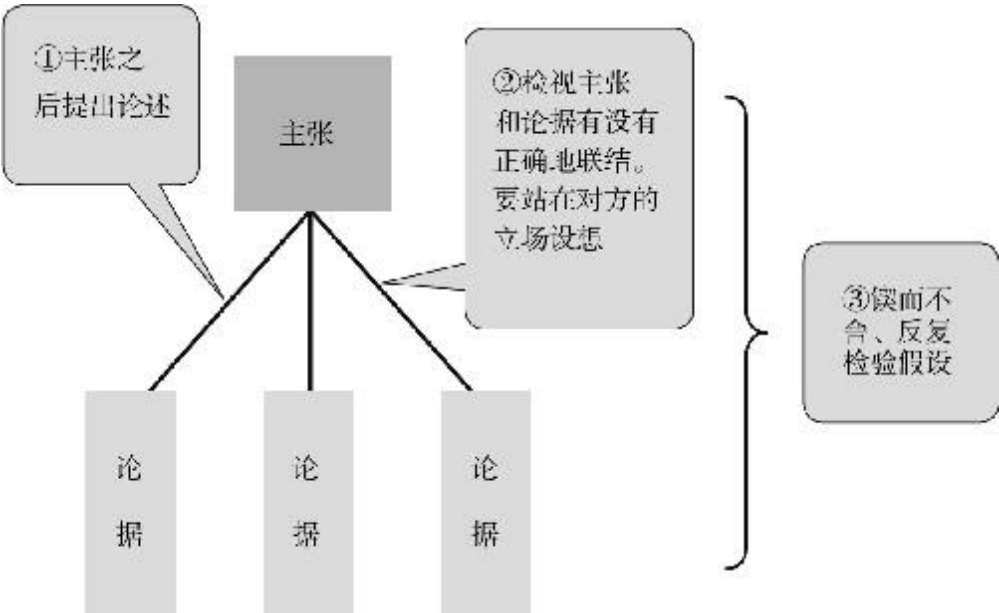 ①主张之
后提出论述
主张
②检视主张
和论据有没有
正确地联结。
要站在对方的
立场设想
③锲而不
舍、反复
检验假设
论据
论据
论据